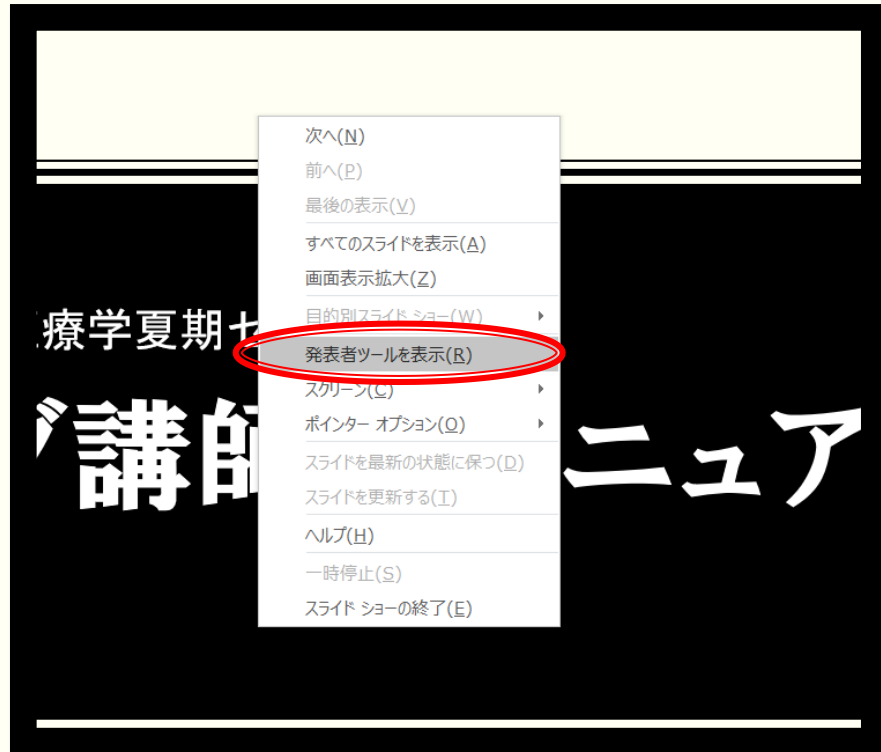 次へ(N)
前へ(P)
最後の表示(V)
すべてのスライドを表示(A)
画面表示拡大(Z)
目的別スライド ショー(W)
療学夏期セ
発表者ツールを表示(R)
スクリーン(C)
ポインター オプション(O)
講師
ニュア
スライドを最新の状態に保つ(D)
スライドを更新する(T)
ヘルプ(H)
一時停止(S)
スライド ショーの終了(E)